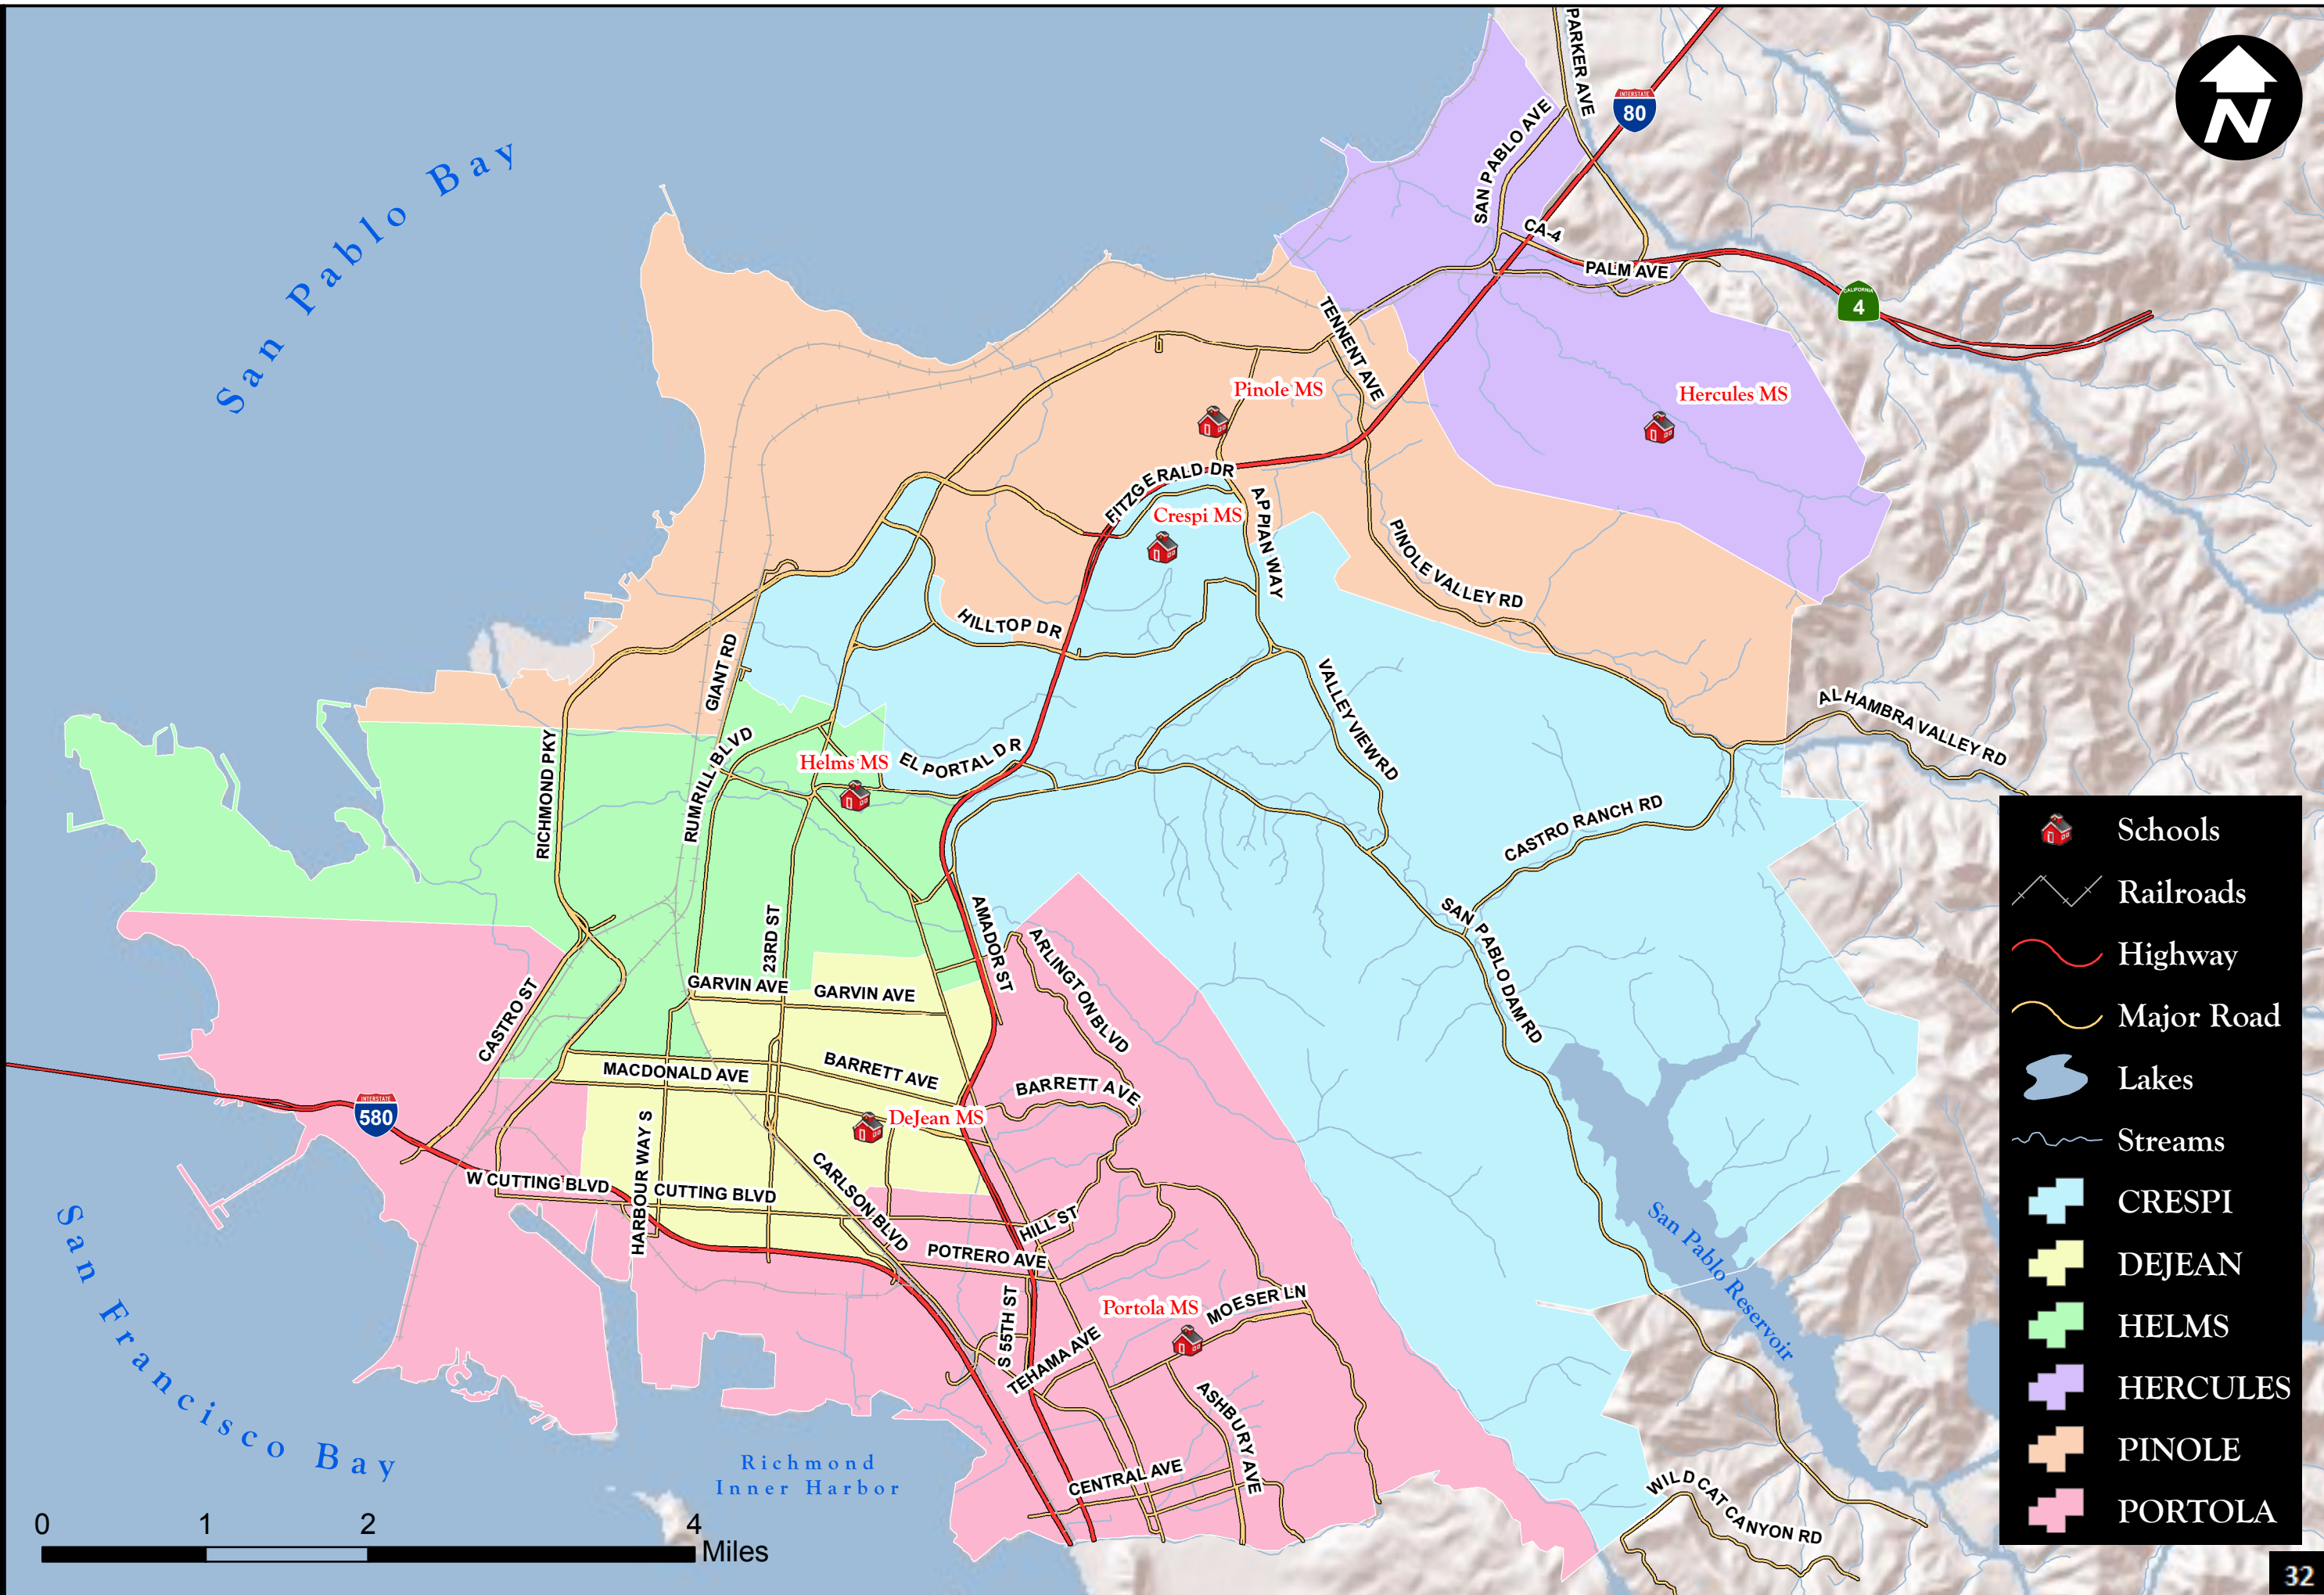 PARKER AVE
INTERSTATE
80
San Pablo Bay
SAN PABLO AVE
N
CA-4
PALM AVE
CALIFORNIA
4
TENNENT AVE
Pinole MS
Hercules MS
FITZGERALD DR
Crespi MS
APPIAN WAY
PINOLE VALLEY RD
HILLTOP DR
GIANT RD
VALLEY VIEW RD
ALHAMBRA VALLEY RD
RICHMOND PKY
RUMRILL BLVD
Helms MS
EL PORTAL DR
CASTRO RANCH RD
AMADOR ST
SAN PABLO DAM RD
23RD ST
ARLINGTON BLVD
GARVIN AVE
GARVIN AVE
CASTRO ST
MACDONALD AVE
BARRETT AVE
BARRETT AVE
INTERSTATE
580
DeJean MS
HARBOUR WAY S
W CUTTING BLVD
CUTTING BLVD
CARLSON BLVD
HILL ST
POTRERO AVE
San Pablo Reservoir
S 55TH ST
Portola MS
MOESER LN
TEHAMA AVE
ASHBURY AVE
San Francisco Bay
Richmond
Inner Harbor
CENTRAL AVE
WILD CAT CANYON RD
0 1 2 4
Miles
Schools
Railroads
Highway
Major Road
Lakes
Streams
CRESPI
DEJEAN
HELMS
HERCULES
PINOLE
PORTOLA
32